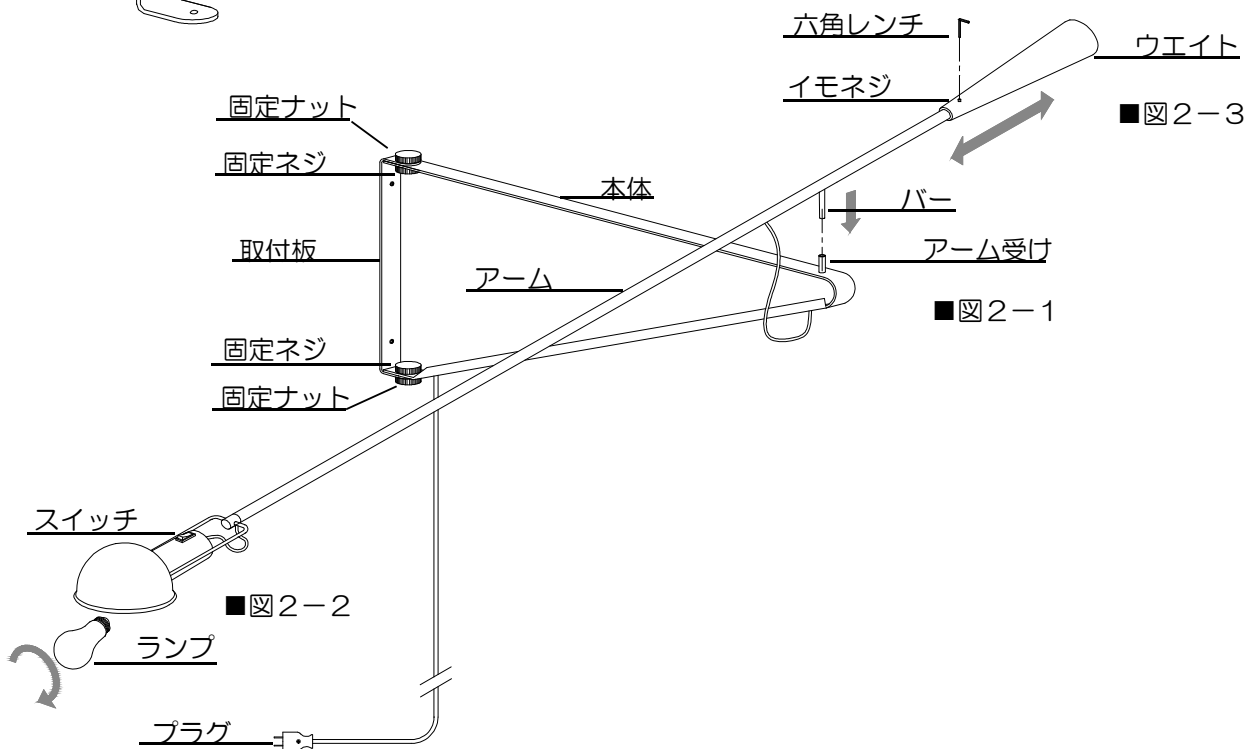 六角レンチ
ウエイト
イモネジ
■図2-3
固定ナット
固定ネジ
本体
バー
取付板
アーム受け
アーム
■図2-1
固定ネジ
固定ナット
スイッチ
■図2-2
ランプ
プラグ